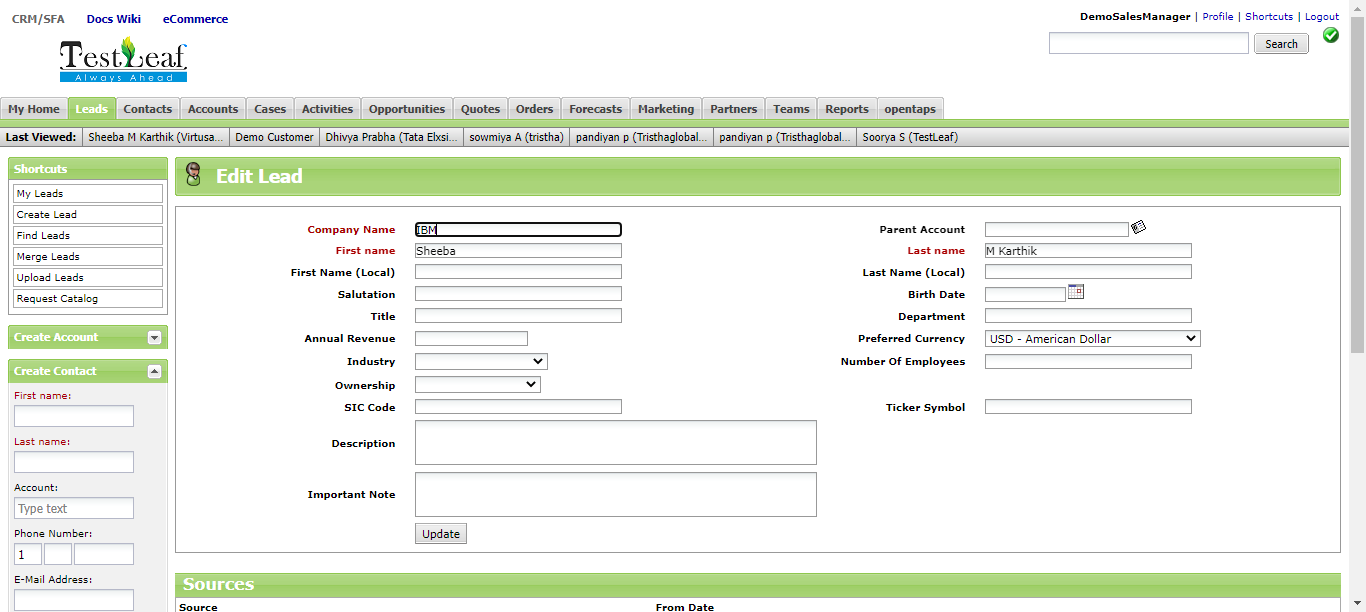 CRM/SFA Docs Wiki eCommerce
DemoSalesManager | Profile | Shortcuts | Logout
TestLeaf
Always Ahead
Search
My Home Leads Contacts Accounts Cases Activities Opportunities Quotes Orders Forecasts Marketing Partners Teams Reports opentaps
Last Viewed: Sheeba M Karthik (Virtusa... Demo Customer Dhivya Prabha (Tata Elxsi... sowmiya A (tristha) pandiyan p (Tristhaglobal... pandiyan p (Tristhaglobal... Soorya S (TestLeaf)
Shortcuts
My Leads
Create Lead
Find Leads
Merge Leads
Upload Leads
Request Catalog
Create Account
Create Contact
First name:
Last name:
Account:
Type text
Phone Number:
1
E-Mail Address:
Edit Lead
Company Name IBM Parent Account
First name Sheeba Last name M Karthik
First Name (Local) Last Name (Local)
Salutation Birth Date
Title Department
Annual Revenue Preferred Currency USD - American Dollar
Industry Number Of Employees
Ownership
SIC Code Ticker Symbol
Description
Important Note
Update
Sources
Source From Date